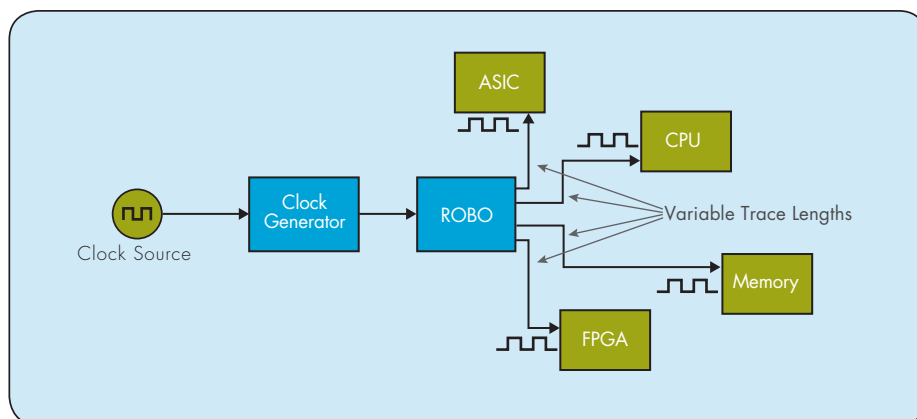 ASIC
CPU
Clock
Generator
ROBO
Variable Trace Lengths
Clock Source
Memory
FPGA